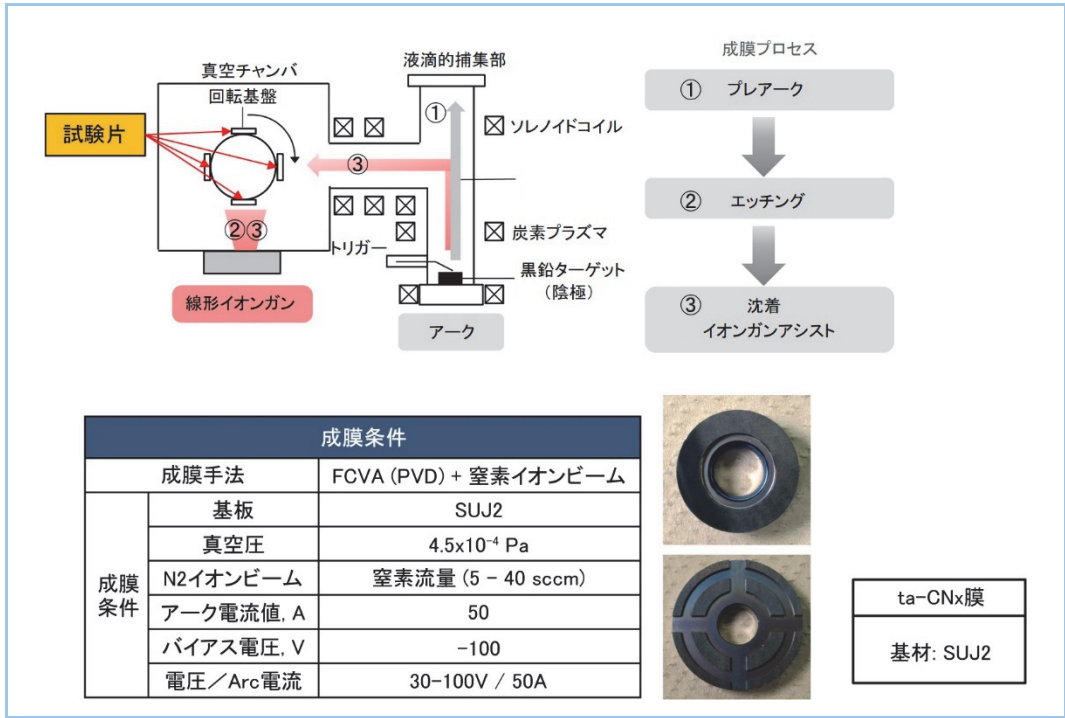 液滴的捕集部
真空チャンバ
回転基盤
試験片
①
ソレノイドコイル
③
②③
炭素プラズマ
トリガー
黒鉛ターゲット
(陰極)
線形イオンガン
アーク
成膜プロセス
① プレアーク
② エッチング
③ 沈着
イオンガンアシスト
成膜条件
成膜手法 FCVA (PVD) + 窒素イオンビーム
成膜条件
基板 SUJ2
真空圧 4.5x10⁻⁴ Pa
N2イオンビーム 窒素流量 (5 - 40 sccm)
アーク電流値, A 50
バイアス電圧, V -100
電圧／Arc電流 30-100V / 50A
ta-CNx膜
基材: SUJ2